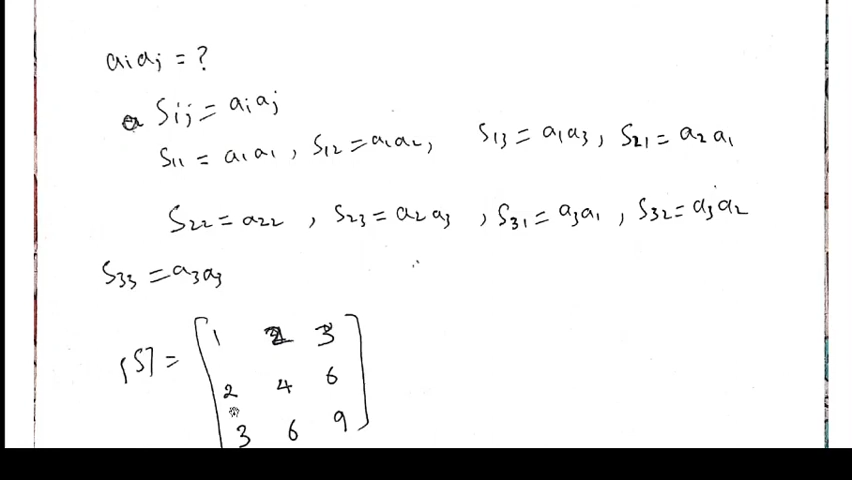 aᵢaⱼ = ?
Sᵢⱼ = aᵢaⱼ
S₁₁ = a₁a₁, S₁₂ = a₁a₂, S₁₃ = a₁a₃, S₂₁ = a₂a₁
S₂₂ = a₂₂, S₂₃ = a₂a₃, S₃₁ = a₃a₁, S₃₂ = a₃a₂
S₃₃ = a₃a₃
[S] = [1 2 3
2 4 6
3 6 9]